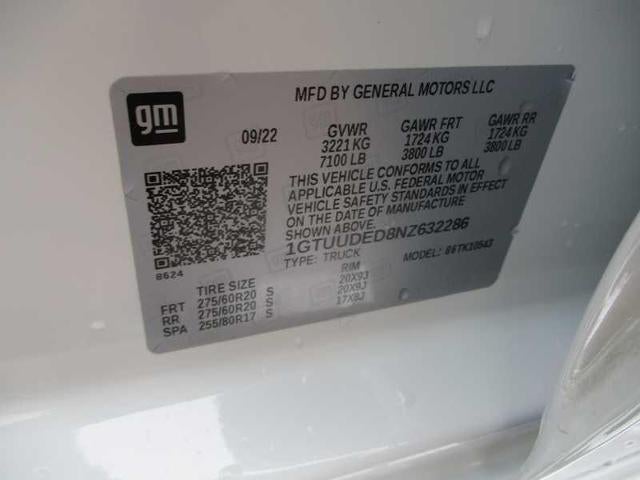 gm
MFD BY GENERAL MOTORS LLC
09/22 GVWR GAWR FRT GAWR RR
3221 KG 1724 KG 1724 KG
7100 LB 3800 LB 3800 LB
THIS VEHICLE CONFORMS TO ALL
APPLICABLE U.S. FEDERAL MOTOR
VEHICLE SAFETY STANDARDS IN EFFECT
ON THE DATE OF MANUFACTURE
SHOWN ABOVE.
1GTUUDED8NZ632286
8624 TYPE: TRUCK MODEL: 86TK10543
TIRE SIZE RIM
FRT 275/60R20 S 20X9J
RR 275/60R20 S 20X9J
SPA 255/80R17 S 17X8J